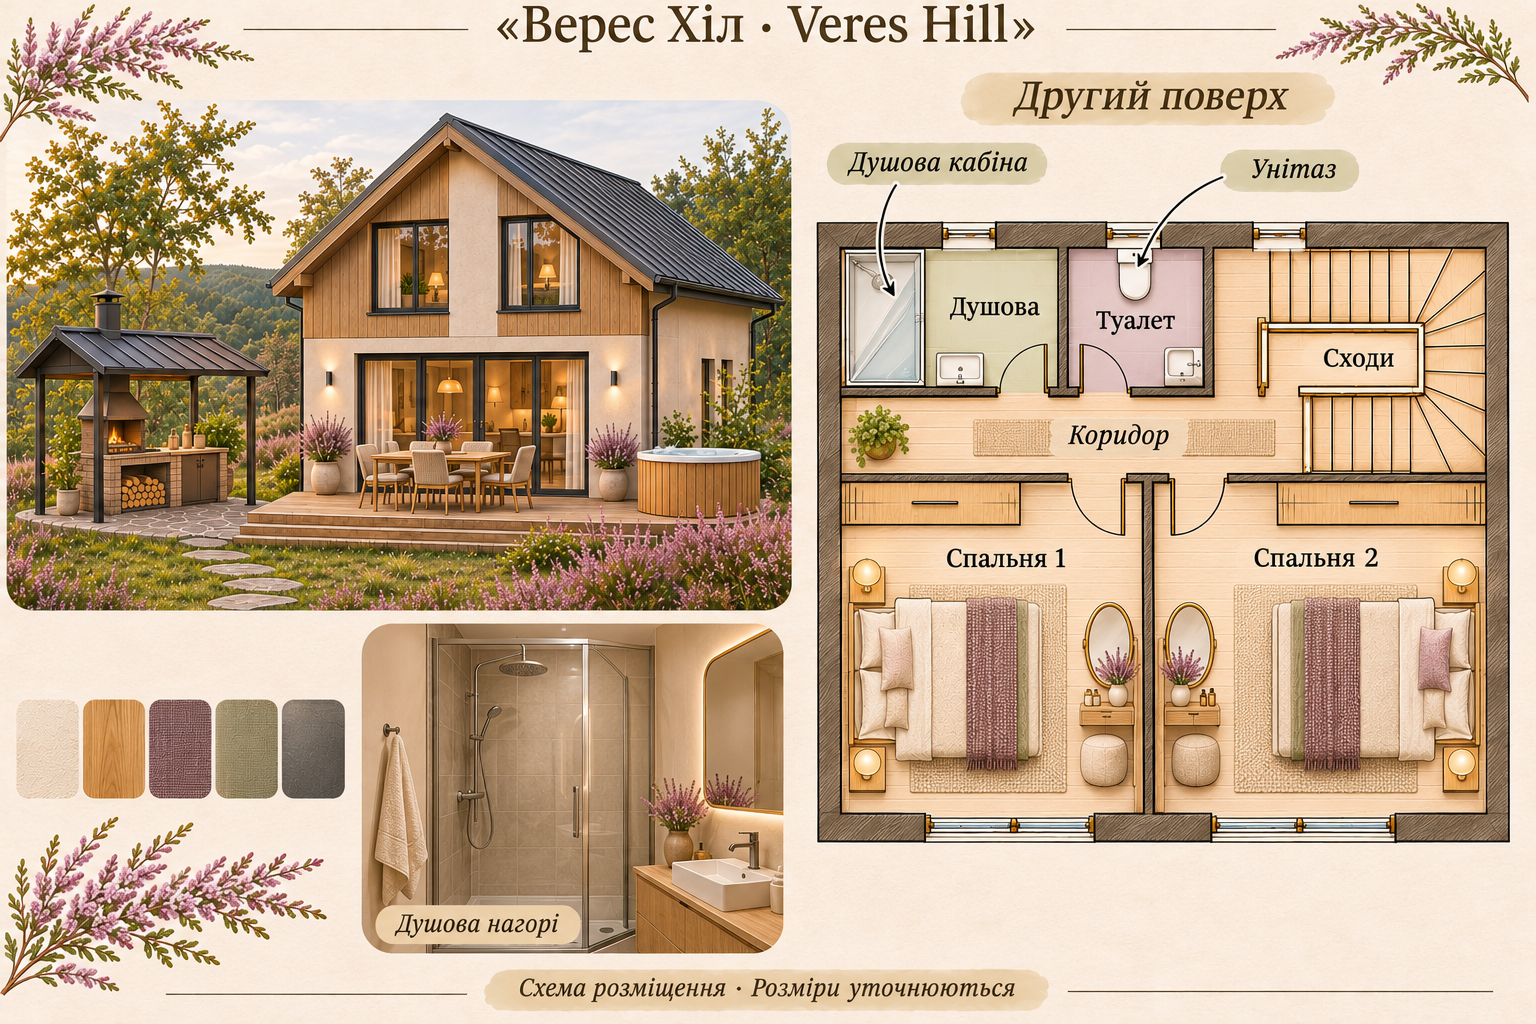 «Верес Хіл · Veres Hill»
Другий поверх
Душова кабіна
Унітаз
Душова
Туалет
Сходи
Коридор
Спальня 1
Спальня 2
Душова нагорі
Схема розміщення · Розміри уточнюються